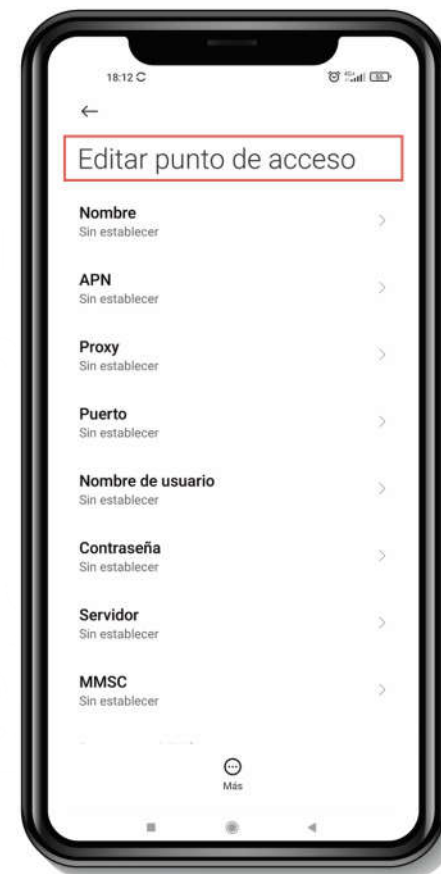 18:12
Editar punto de acceso
Nombre
Sin establecer
APN
Sin establecer
Proxy
Sin establecer
Puerto
Sin establecer
Nombre de usuario
Sin establecer
Contraseña
Sin establecer
Servidor
Sin establecer
MMSC
Sin establecer
Más